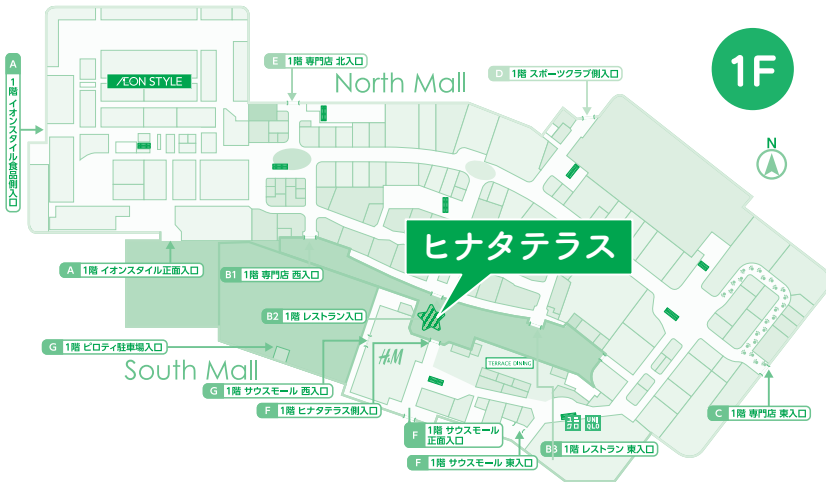 1F
N
ÆON STYLE
A
1階 イオンスタイル食品側入口
E 1階 専門店 北入口
North Mall
D 1階 スポーツクラブ側入口
ヒナタテラス
A 1階 イオンスタイル正面入口
B1 1階 専門店 西入口
B2 1階 レストラン入口
G 1階 ピロティ駐車場入口
South Mall
H&M
TERRACE DINING
G 1階 サウスモール 西入口
F 1階 ヒナタテラス側入口
F 1階 サウスモール
正面入口
F 1階 サウスモール 東入口
ユニ
クロ
UNI
QLO
B3 1階 レストラン 東入口
C 1階 専門店 東入口